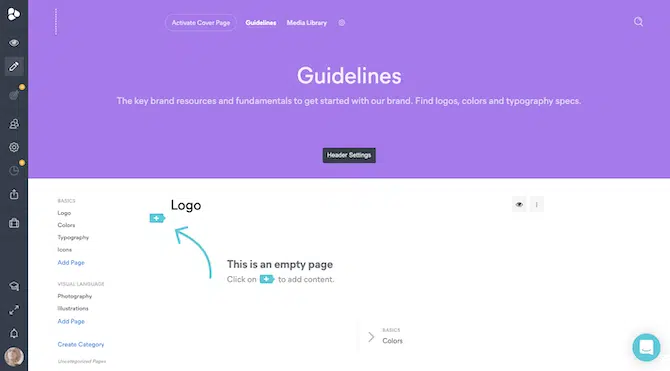 Activate Cover Page Guidelines Media Library
Guidelines
The key brand resources and fundamentals to get started with our brand. Find logos, colors and typography specs.
Header Settings
BASICS
Logo
Colors
Typography
Icons
Add Page
VISUAL LANGUAGE
Photography
Illustrations
Add Page
Create Category
Uncategorized Pages
Logo
This is an empty page
Click on to add content.
BASICS
Colors